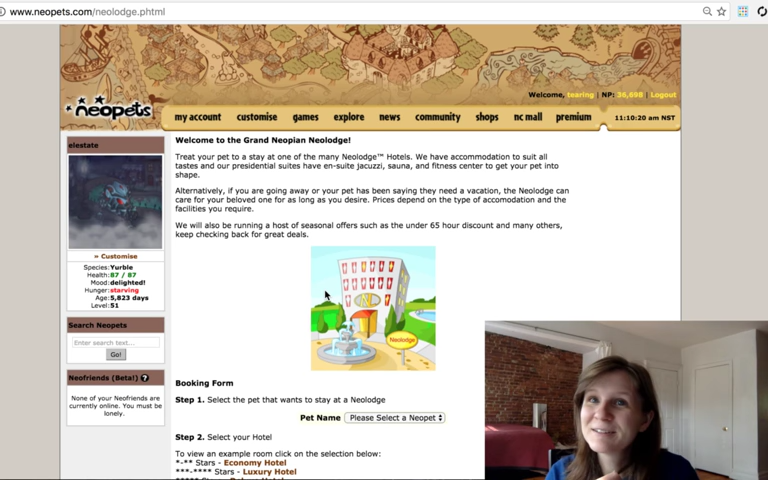 www.neopets.com/neolodge.phtml
Welcome, tearing | NP: 36,698 | Logout
neopets
my account customise games explore news community shops nc mall premium 11:10:20 am NST
elestate
» Customise
Species: Yurble
Health: 87 / 87
Mood: delighted!
Hunger: starving
Age: 5,823 days
Level: 51
Search Neopets
Enter search text...
Go!
Neofriends (Beta!) ?
None of your Neofriends
are currently online. You must be
lonely.
Welcome to the Grand Neopian Neolodge!
Treat your pet to a stay at one of the many Neolodge™ Hotels. We have accommodation to suit all
tastes and our presidential suites have en-suite jacuzzi, sauna, and fitness center to get your pet into
shape.
Alternatively, if you are going away or your pet has been saying they need a vacation, the Neolodge can
care for your beloved one for as long as you desire. Prices depend on the type of accomodation and the
facilities you require.
We will also be running a host of seasonal offers such as the under 65 hour discount and many others,
keep checking back for great deals.
NL
Neolodge
Booking Form
Step 1. Select the pet that wants to stay at a Neolodge
Pet Name Please Select a Neopet
Step 2. Select your Hotel
To view an example room click on the selection below:
*-** Stars - Economy Hotel
***-**** Stars - Luxury Hotel